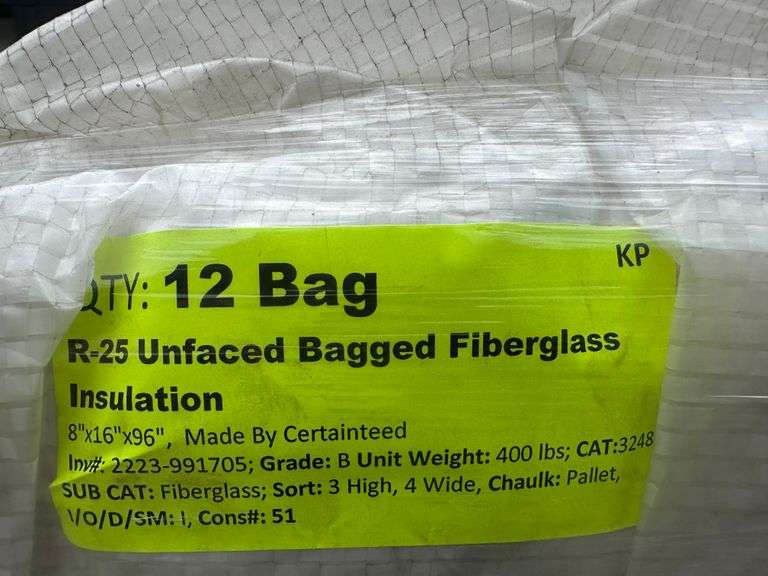 KP
QTY: 12 Bag
R-25 Unfaced Bagged Fiberglass
Insulation
8"x16"x96", Made By Certainteed
Inv#: 2223-991705; Grade: B Unit Weight: 400 lbs; CAT:3248
SUB CAT: Fiberglass; Sort: 3 High, 4 Wide, Chaulk: Pallet,
I/O/D/SM: I, Cons#: 51